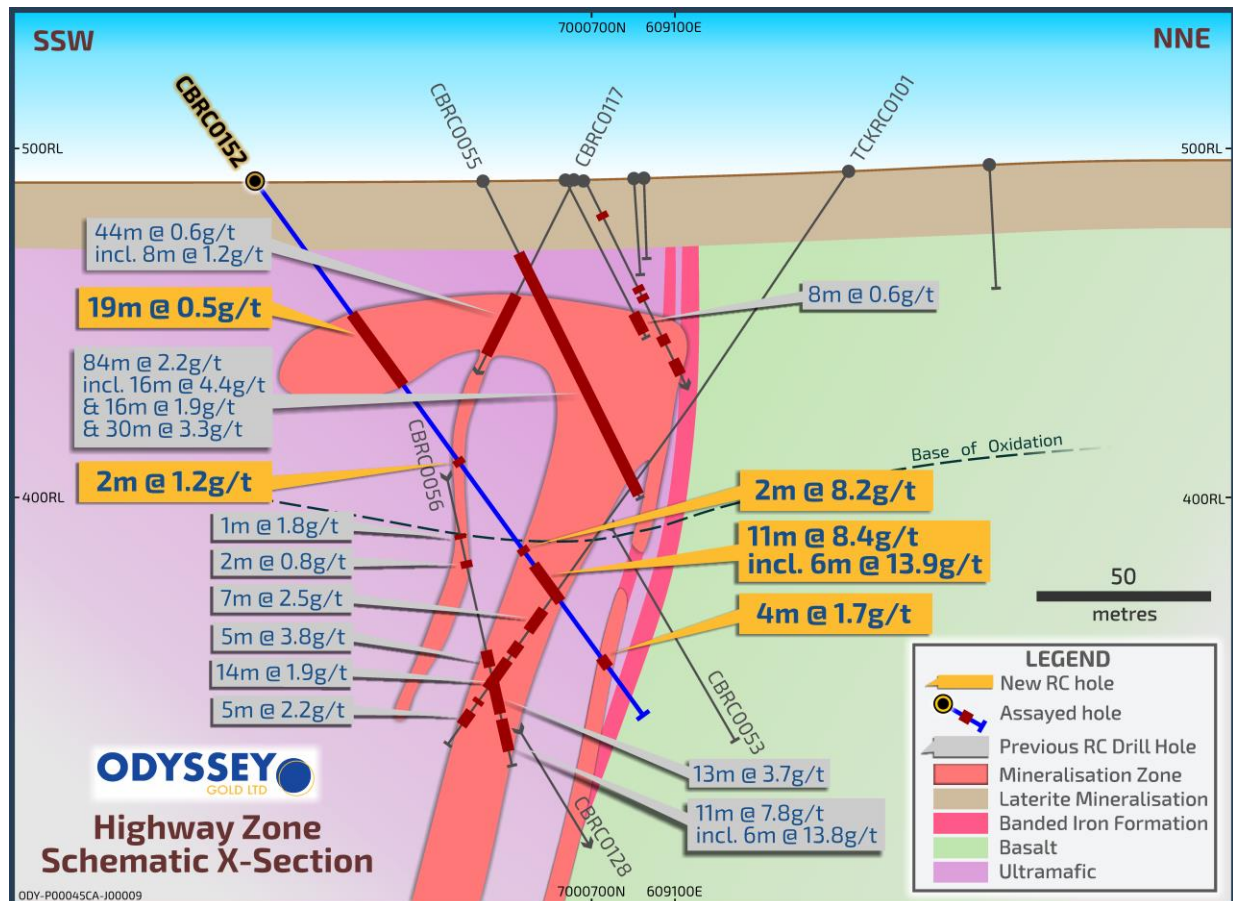 7000700N 609100E
SSW
NNE
CBRC0152
CBRC0055
CBRC0117
TCKRC0101
500RL
500RL
44m @ 0.6g/t
incl. 8m @ 1.2g/t
19m @ 0.5g/t
8m @ 0.6g/t
84m @ 2.2g/t
incl. 16m @ 4.4g/t
& 16m @ 1.9g/t
& 30m @ 3.3g/t
CBRC0056
Base of Oxidation
2m @ 1.2g/t
400RL
400RL
2m @ 8.2g/t
1m @ 1.8g/t
2m @ 0.8g/t
11m @ 8.4g/t
incl. 6m @ 13.9g/t
7m @ 2.5g/t
4m @ 1.7g/t
50
metres
5m @ 3.8g/t
14m @ 1.9g/t
5m @ 2.2g/t
CBRC0053
13m @ 3.7g/t
11m @ 7.8g/t
incl. 6m @ 13.8g/t
CBRC0128
LEGEND
New RC hole
Assayed hole
Previous RC Drill Hole
Mineralisation Zone
Laterite Mineralisation
Banded Iron Formation
Basalt
Ultramafic
ODYSSEY
GOLD LTD
Highway Zone
Schematic X-Section
ODY-P00045CA-J00009
7000700N 609100E